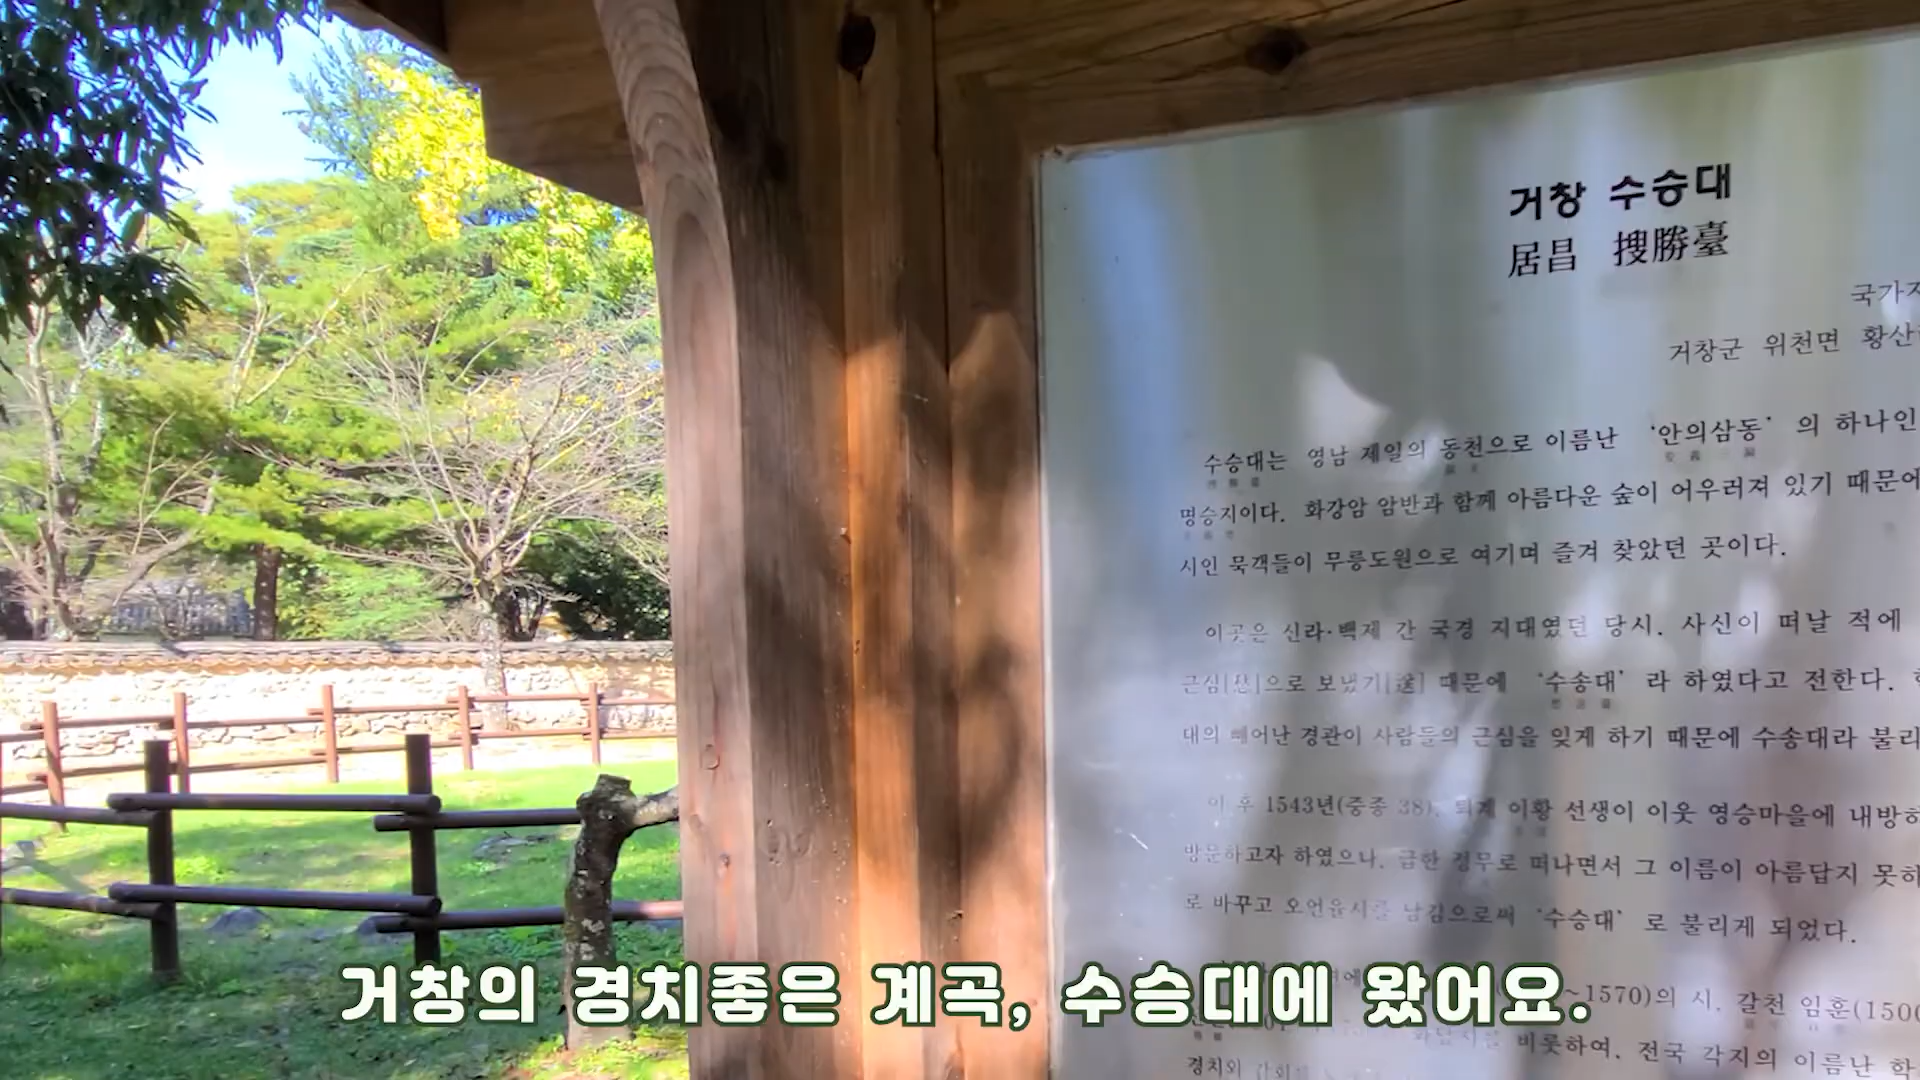 거창 수승대
居昌 搜勝臺
국가지
거창군 위천면 황산
수승대는 영남 제일의 동천으로 이름난 '안의삼동'의 하나인
명승지이다. 화강암 암반과 함께 아름다운 숲이 어우러져 있기 때문에
시인 묵객들이 무릉도원으로 여기며 즐겨 찾았던 곳이다.
이곳은 신라·백제 간 국경 지대였던 당시. 사신이 떠날 적에
근심[愁]으로 보냈기[送] 때문에 '수송대'라 하였다고 전한다.
대의 빼어난 경관이 사람들의 근심을 잊게 하기 때문에 수송대라 불리
이 후 1543년(중종 38). 퇴계 이황 선생이 이웃 영승마을에 내방하
방문하고자 하였으나. 급한 정무로 떠나면서 그 이름이 아름답지 못하
로 바꾸고 오언율시를 남김으로써 '수승대'로 불리게 되었다.
~1570)의 시. 갈천 임훈(1500
비롯하여. 전국 각지의 이름난 학
경치와
거창의 경치좋은 계곡, 수승대에 왔어요.